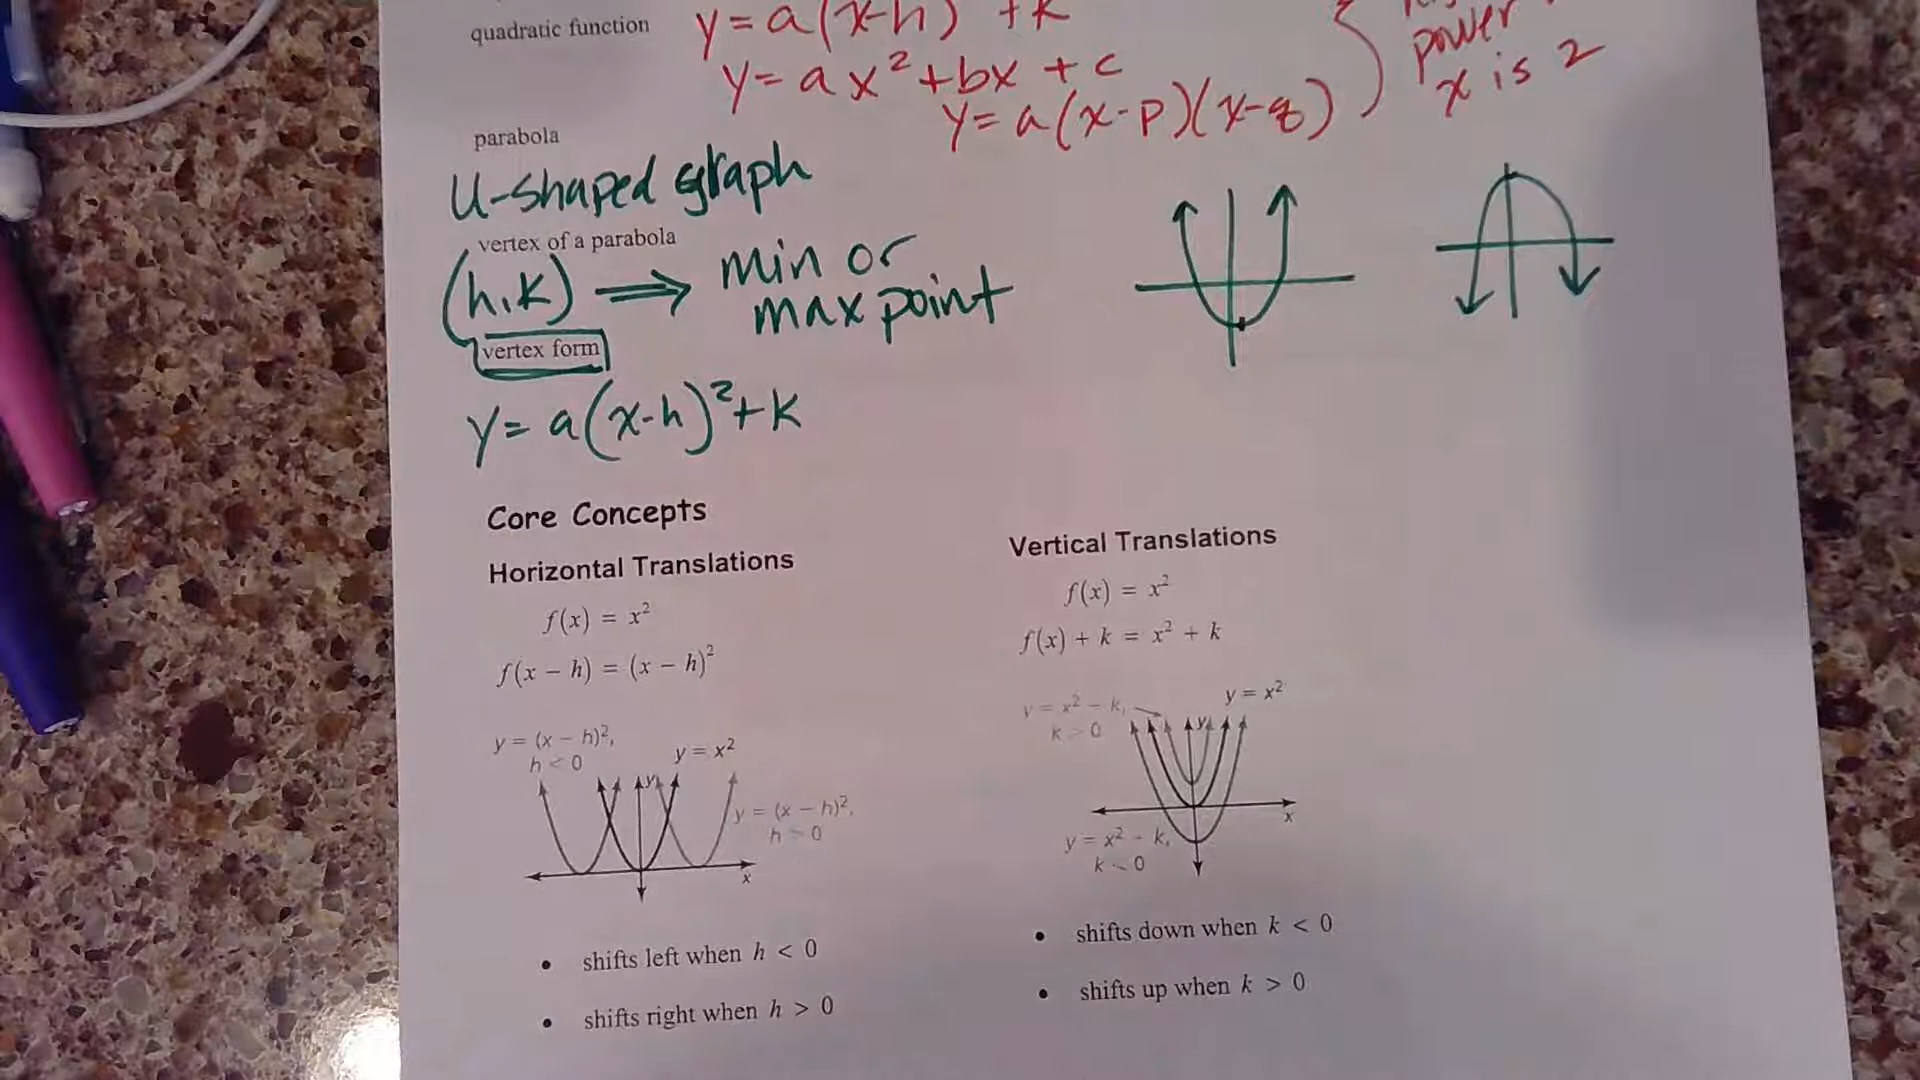 quadratic function y = a(x-h) + k
y = ax² + bx + c
y = a(x-p)(x-q)
power
x is 2
parabola
U-shaped graph
vertex of a parabola
(h,k) ⟹ min or
max point
vertex form
y = a(x-h)² + k
Core Concepts
Horizontal Translations
f(x) = x²
f(x − h) = (x − h)²
y = (x − h)²,
h < 0
y = x²
y
y = (x − h)²,
h > 0
x
shifts left when h < 0
shifts right when h > 0
Vertical Translations
f(x) = x²
f(x) + k = x² + k
y = x²
k > 0
y
x
k < 0
shifts down when k < 0
shifts up when k > 0